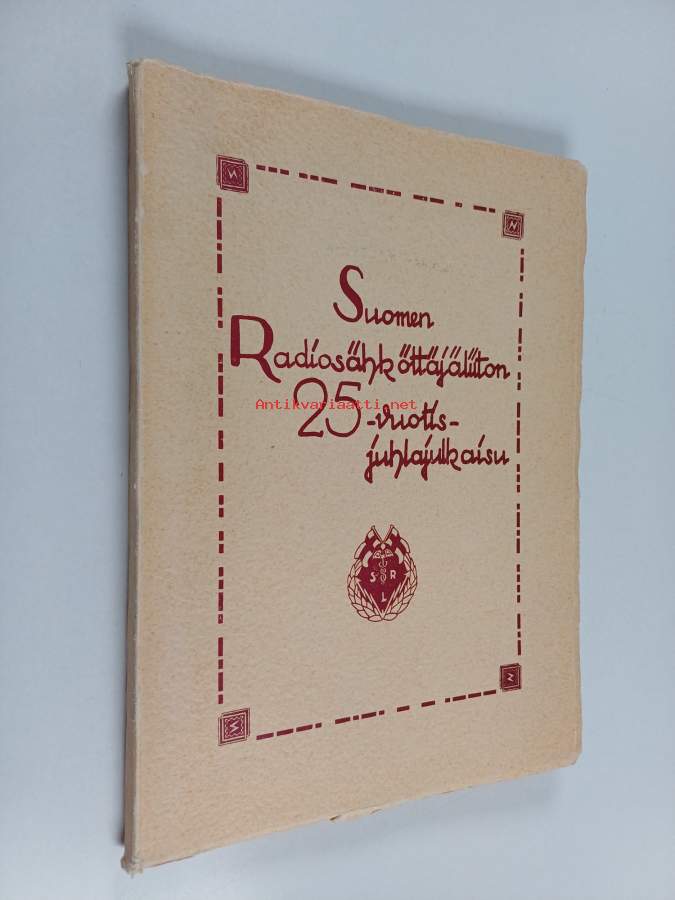 Suomen
Radiosähköttäjäliiton
25-vuotis-
juhlajulkaisu
Antikvariaatti.net
S R
L